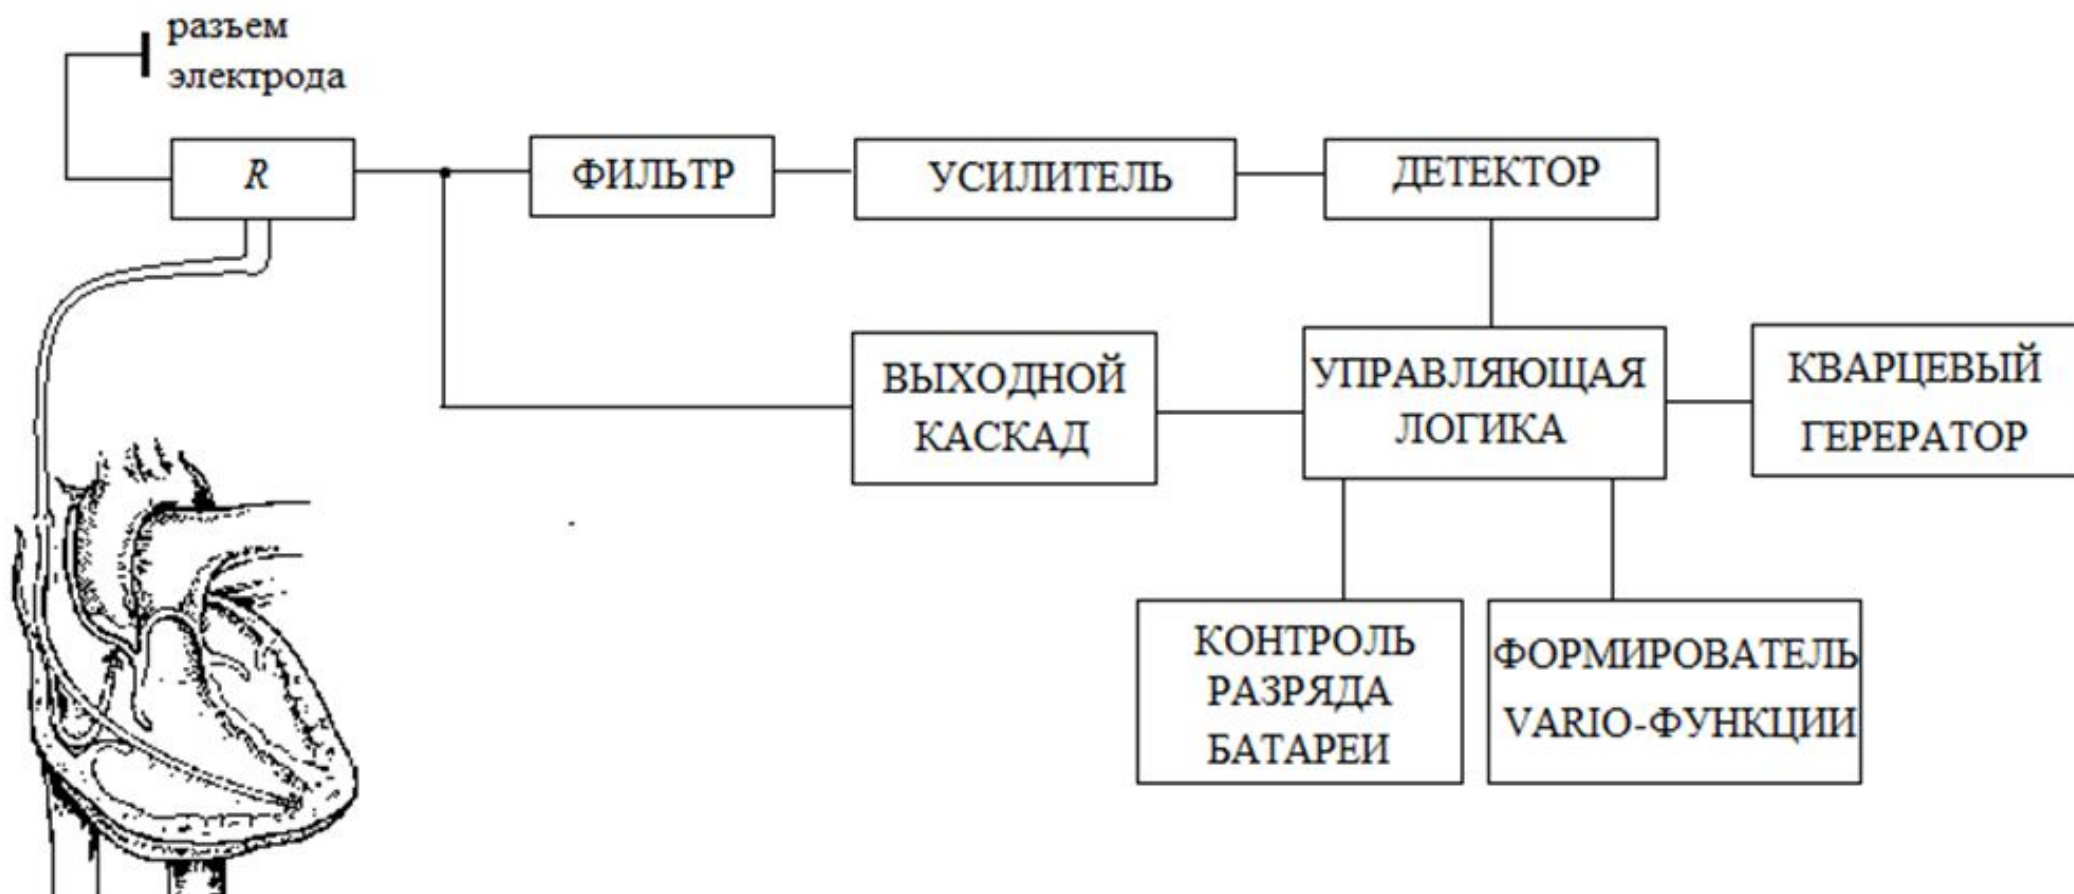 разъем
электрода
R
ФИЛЬТР
УСИЛИТЕЛЬ
ДЕТЕКТОР
ВЫХОДНОЙ
КАСКАД
УПРАВЛЯЮЩАЯ
ЛОГИКА
КВАРЦЕВЫЙ
ГЕРЕРАТОР
КОНТРОЛЬ
РАЗРЯДА
БАТАРЕИ
ФОРМИРОВАТЕЛЬ
VARIO-ФУНКЦИИ